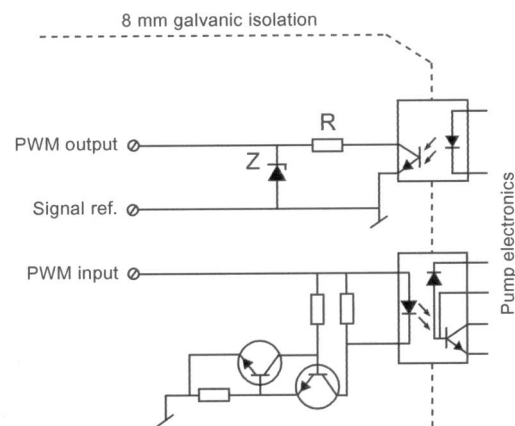 8 mm galvanic isolation
R
PWM output
Z
Signal ref.
PWM input
Pump electronics